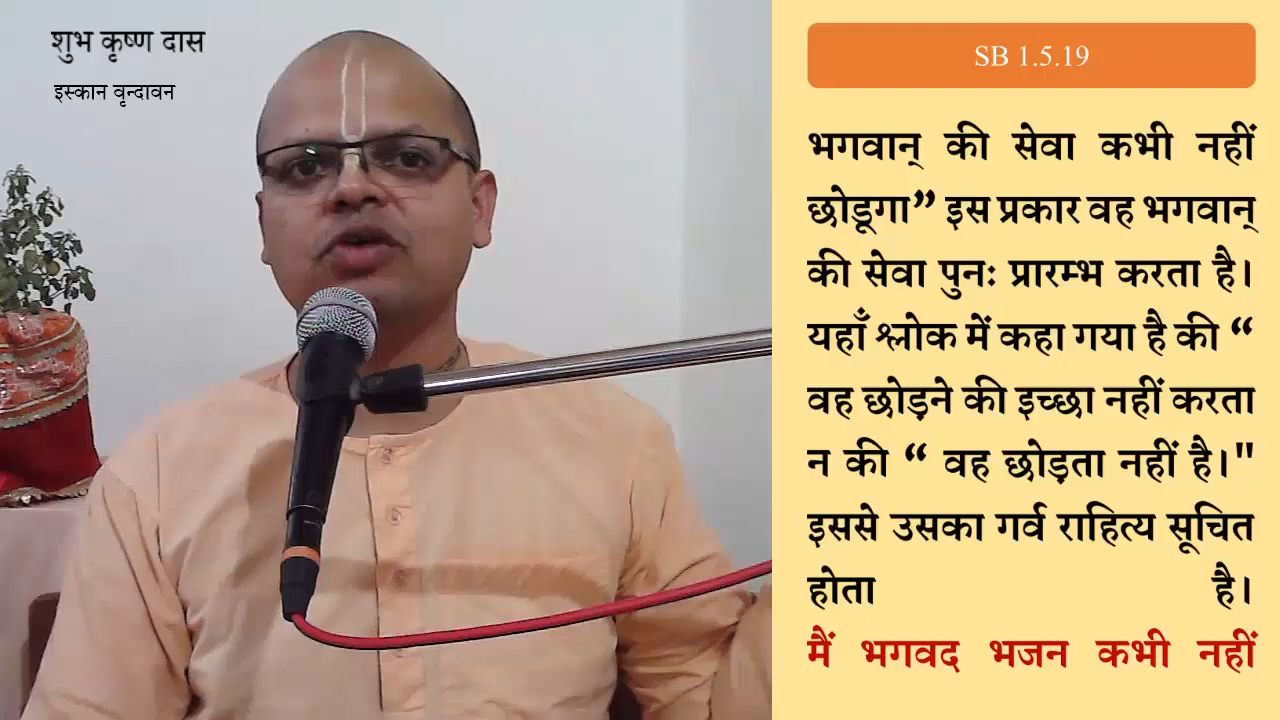 शुभ कृष्ण दास
इस्कान वृन्दावन
SB 1.5.19
भगवान् की सेवा कभी नहीं
छोडूगा” इस प्रकार वह भगवान्
की सेवा पुनः प्रारम्भ करता है।
यहाँ श्लोक में कहा गया है की “
वह छोड़ने की इच्छा नहीं करता
न की “ वह छोड़ता नहीं है।"
इससे उसका गर्व राहित्य सूचित
होता है।
मैं भगवद भजन कभी नहीं